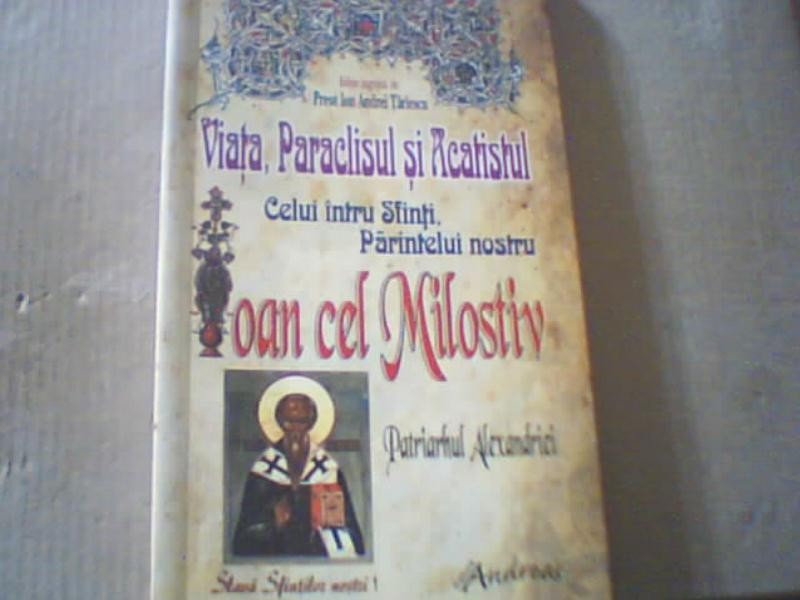 Ediție îngrijită de
Preot Ion Andrei Târlescu
Viața, Paraclisul și Acatistul
Celui întru Sfinți,
Părintelui nostru
Ioan cel Milostiv
Patriarhul Alexandriei
Slavă Sfinților noștri !
Andreas